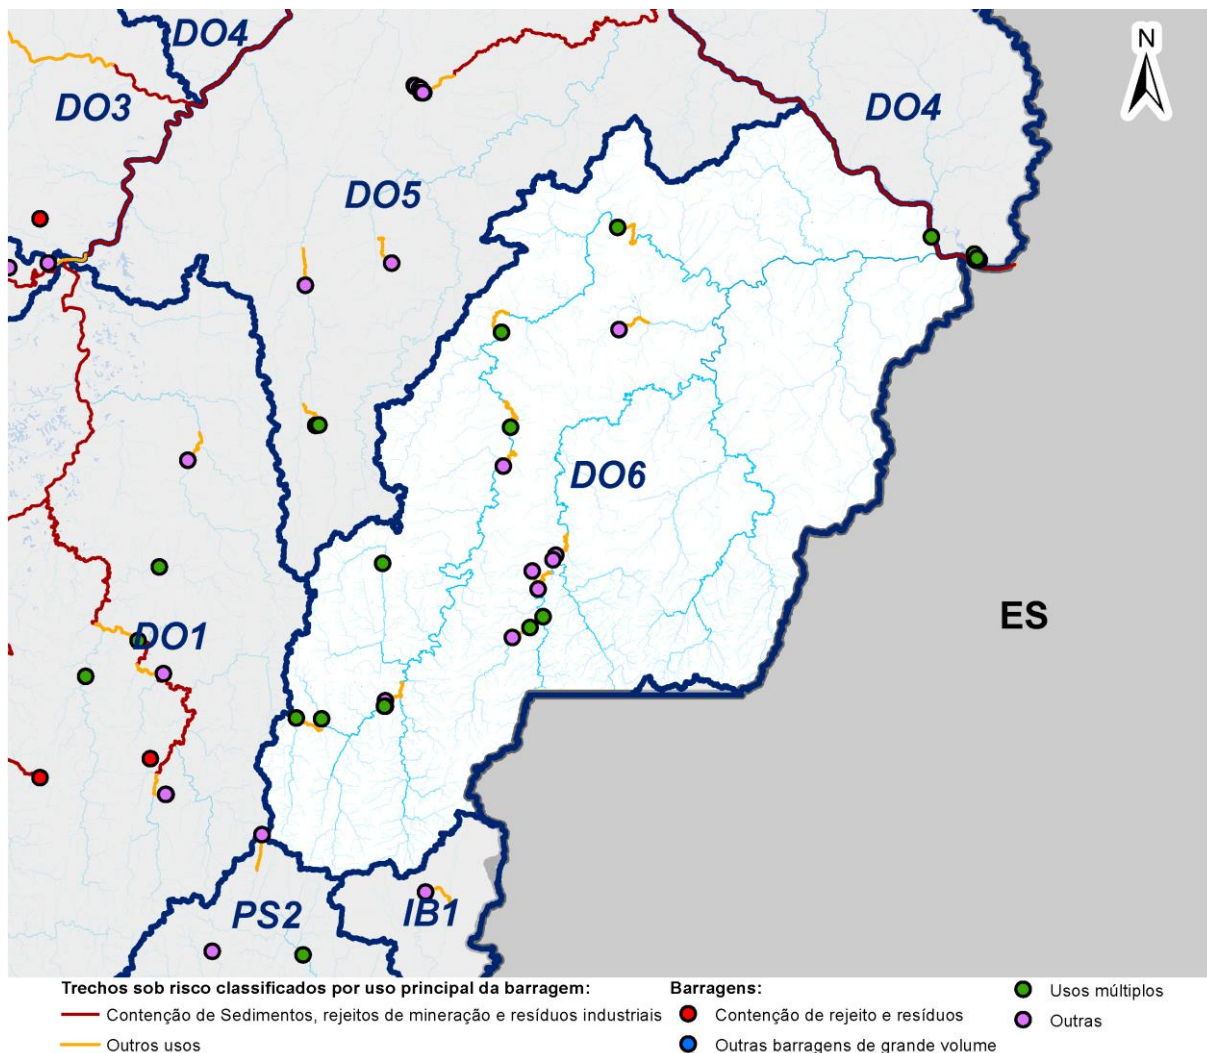 DO4
N
DO3
DO4
DO5
DO6
DO1
ES
PS2
IB1
Trechos sob risco classificados por uso principal da barragem:
Contenção de Sedimentos, rejeitos de mineração e resíduos industriais
Outros usos
Barragens:
Contenção de rejeito e resíduos
Outras barragens de grande volume
Usos múltiplos
Outras